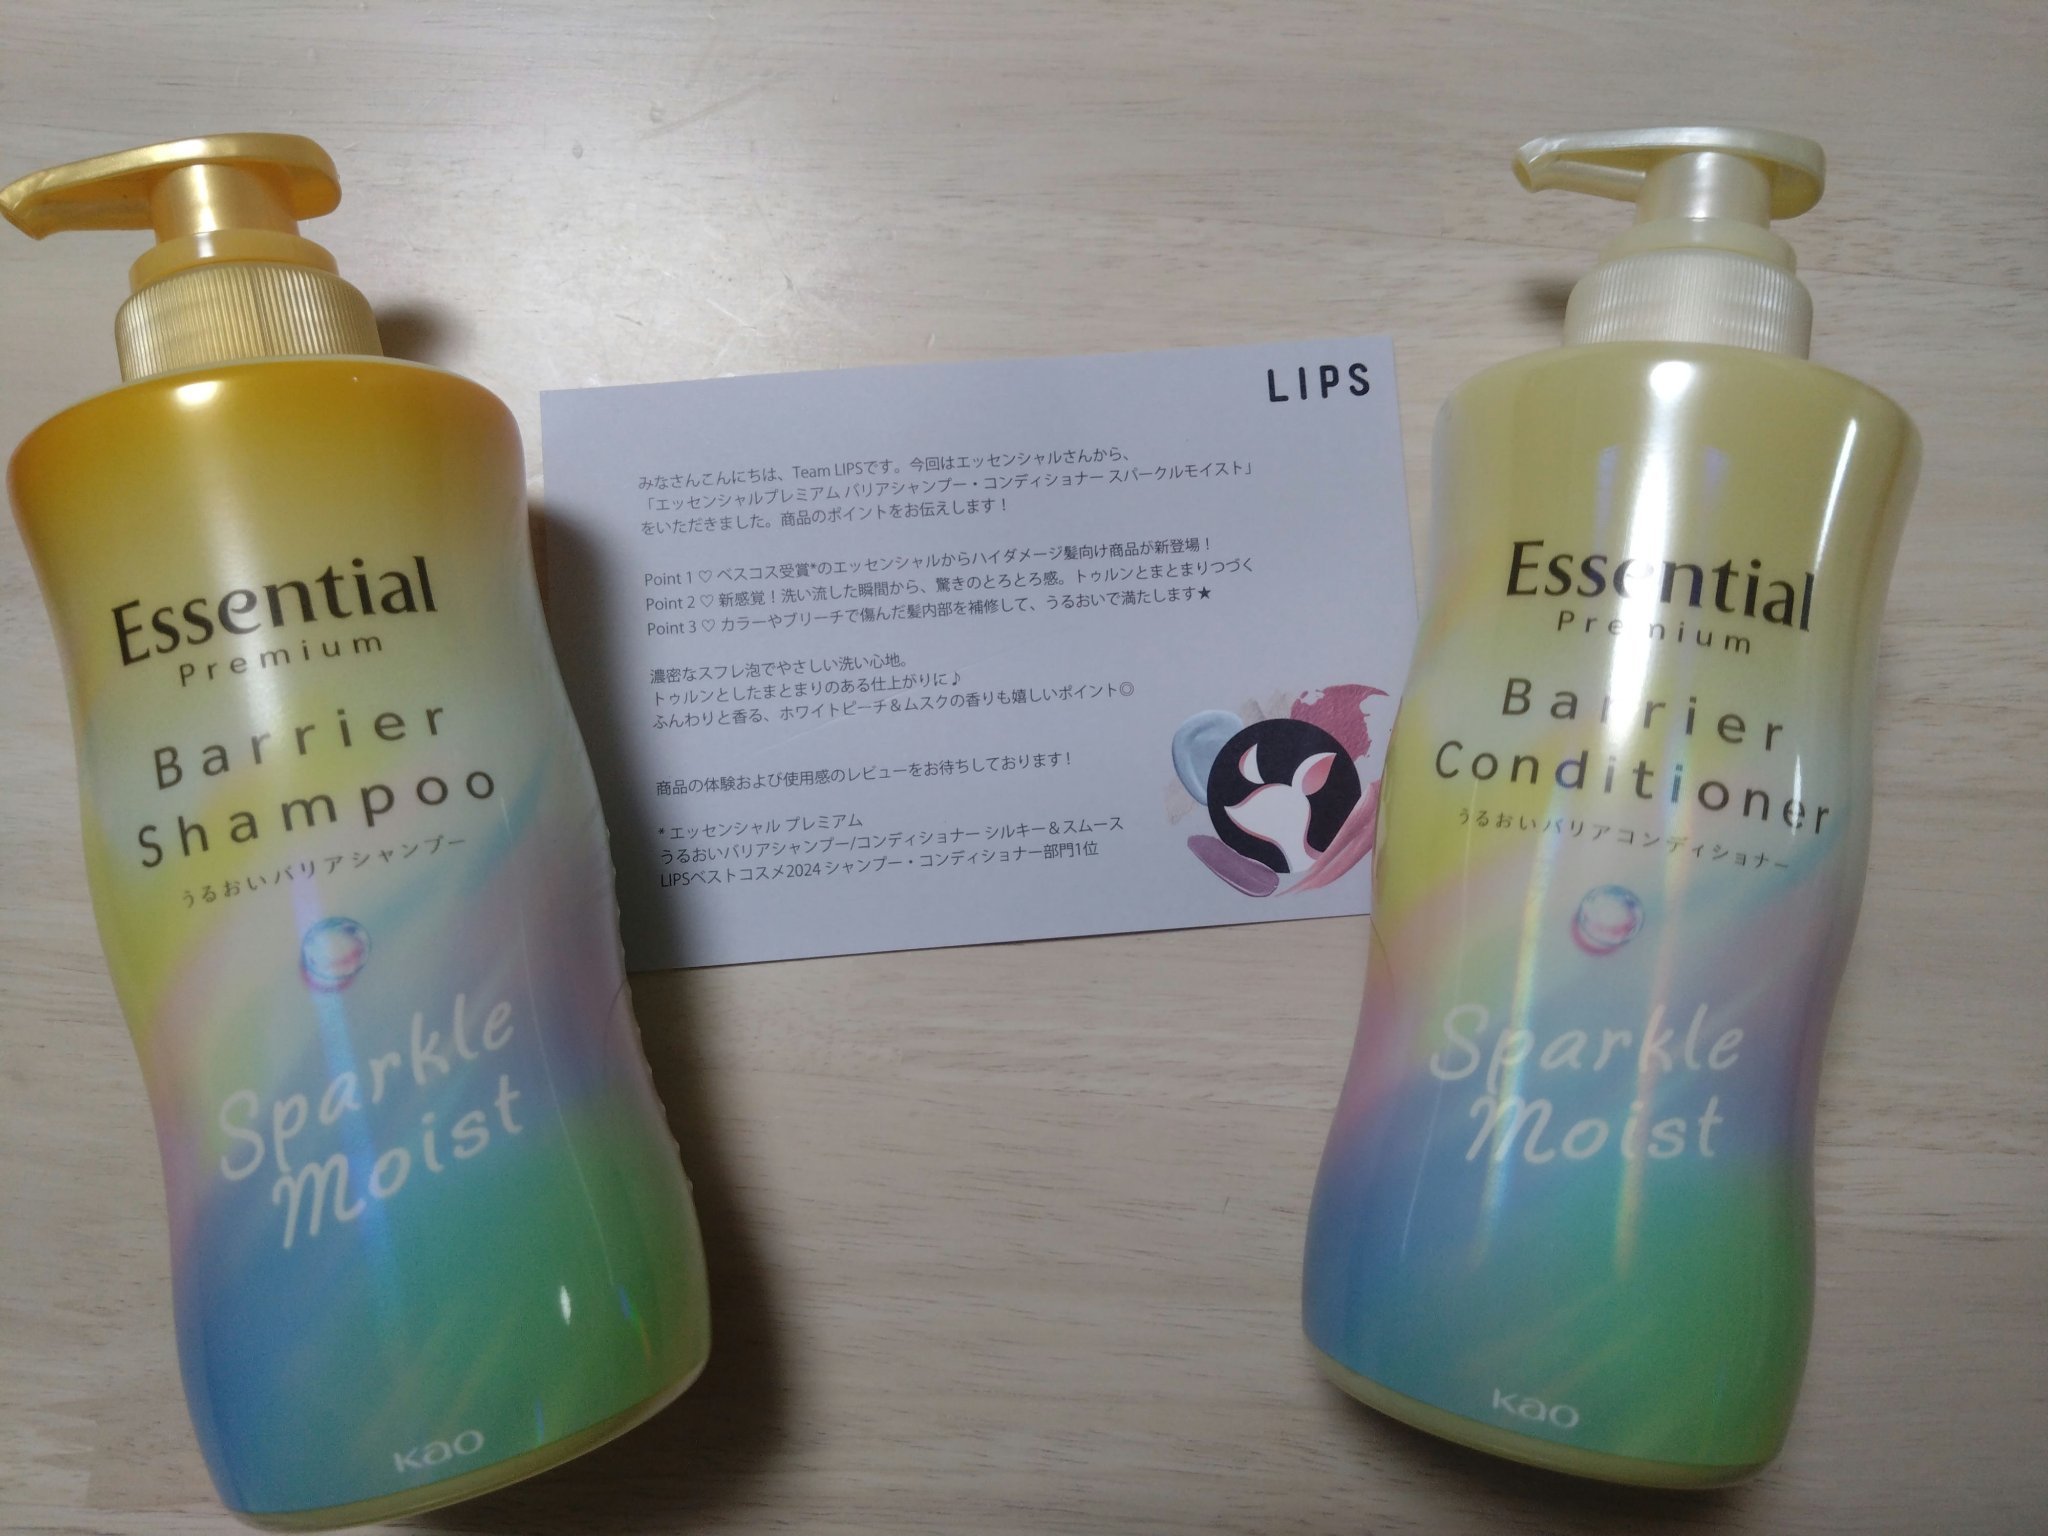 Essential
Premium
Barrier
Shampoo
うるおいバリアシャンプー
Sparkle
Moist
Kao
LIPS
みなさんこんにちは、Team LIPSです。今回はエッセンシャルさんから、
「エッセンシャルプレミアム バリアシャンプー・コンディショナー スパークルモイスト」
をいただきました。商品のポイントをお伝えします！
Point 1 ♡ ベスコス受賞*のエッセンシャルからハイダメージ髪向け商品が新登場！
Point 2 ♡ 新感覚！洗い流した瞬間から、驚きのとろとろ感。トゥルンとまとまりつづく
Point 3 ♡ カラーやブリーチで傷んだ髪内部を補修して、うるおいで満たします★
濃密なスフレ泡でやさしい洗い心地。
トゥルンとしたまとまりのある仕上がりに♪
ふんわりと香る、ホワイトピーチ＆ムスクの香りも嬉しいポイント◎
商品の体験および使用感のレビューをお待ちしております！
* エッセンシャル プレミアム
うるおいバリアシャンプー/コンディショナー シルキー＆スムース
LIPSベストコスメ2024 シャンプー・コンディショナー部門1位
Essential
Premium
Barrier
Conditioner
うるおいバリアコンディショナー
Sparkle
Moist
Kao